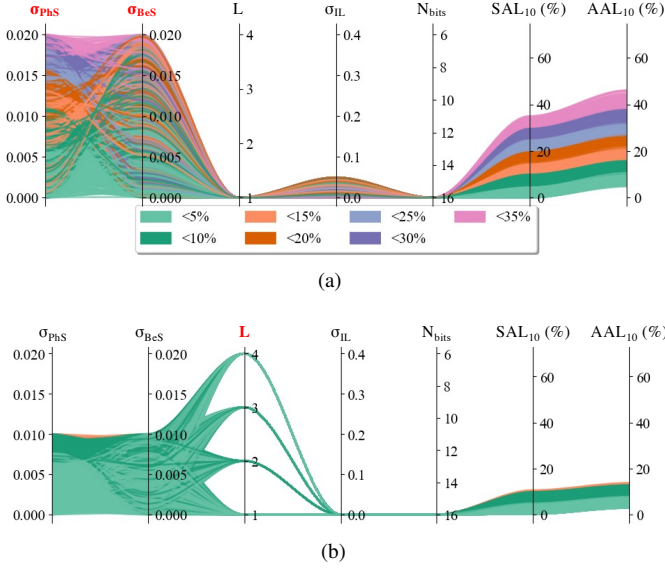 σPhS σBeS L σIL Nbits SAL10 (%) AAL10 (%)
0.020 0.020 4 0.4 6 60 60
0.015 0.015 3 0.3 8
10 40 40
0.010 0.010 0.2
12
0.005 0.005 2 0.1 20 20
14
0.000 0.000 1 0.0 16 0 0
<5% <15% <25% <35%
<10% <20% <30%
(a)
σPhS σBeS L σIL Nbits SAL10 (%) AAL10 (%)
0.020 0.020 4 0.4 6
8 60 60
0.015 0.015 3 0.3
10 40 40
0.010 0.010 0.2
2 12
0.005 0.005 0.1 20 20
14
0.000 0.000 1 0.0 16 0 0
(b)